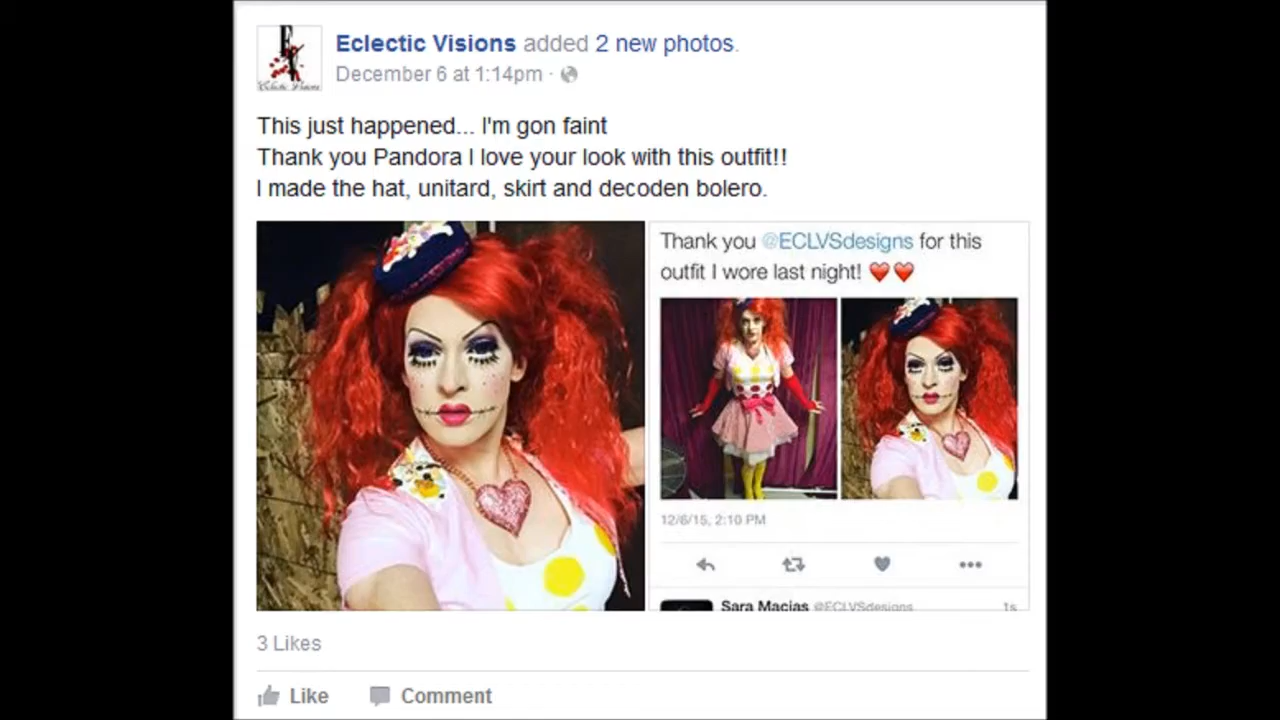 Eclectic Visions added 2 new photos.
December 6 at 1:14pm ·
This just happened... I'm gon faint
Thank you Pandora I love your look with this outfit!!
I made the hat, unitard, skirt and decoden bolero.
Thank you @ECLVSdesigns for this
outfit I wore last night! ❤❤
12/6/15, 2:10 PM
Sara Macias @ECLVSdesigns 1s
3 Likes
Like Comment